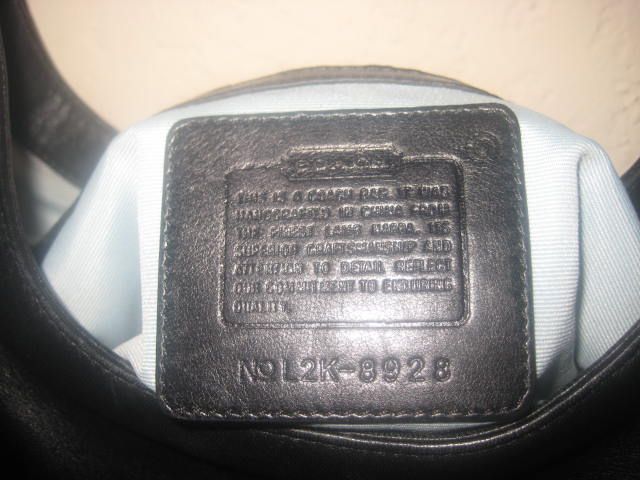 COACH
THIS IS A COACH BAG. IT WAS
HANDCRAFTED IN CHINA FROM
THE FINEST LAMB NAPPA. ITS
SUPERIOR CRAFTSMANSHIP AND
ATTENTION TO DETAIL REFLECT
OUR COMMITMENT TO ENDURING
QUALITY.
NO L2K-8928